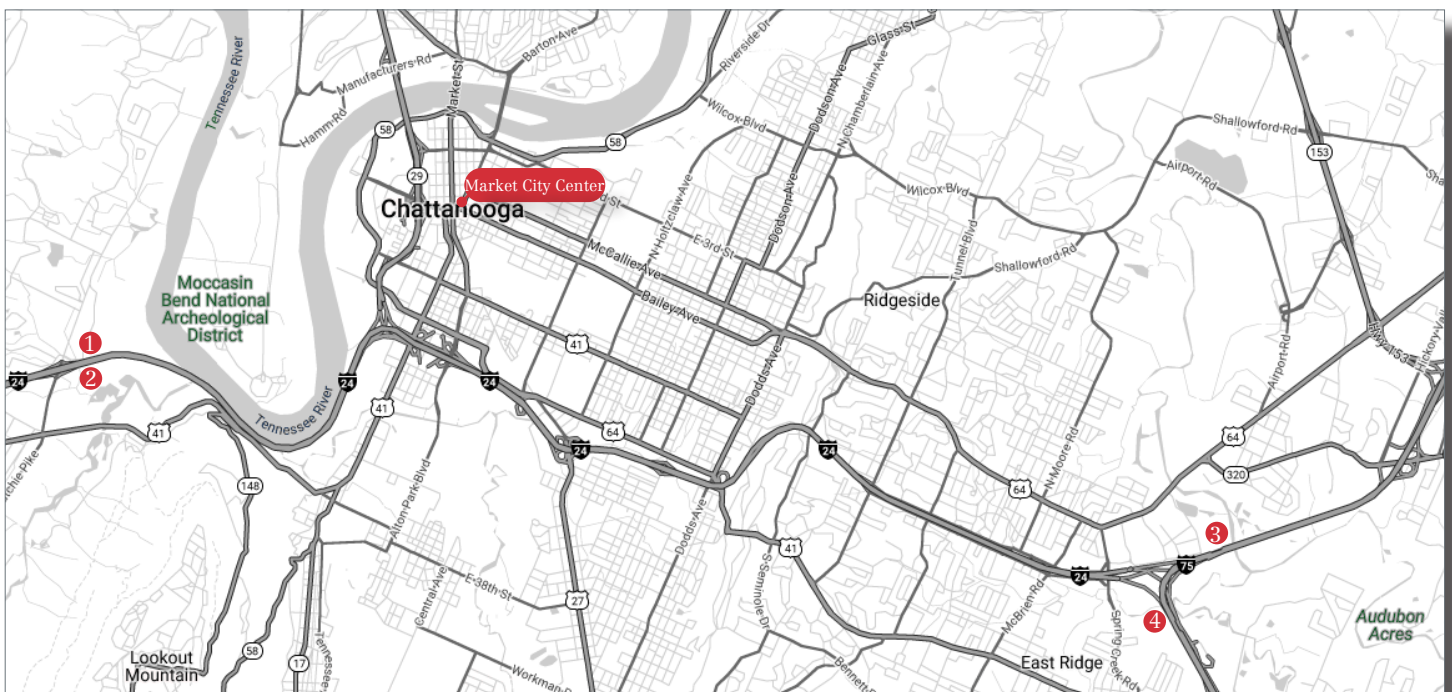 Glass St
Riverside Dr
Barton Ave
Manufacturers Rd
Market St
Tennessee River
Hamm Rd
Dodson Ave
N Chamberlain Ave
Wilcox Blvd
58
58
Shallowford Rd
153
Airport Rd
29
Market City Center
Chattanooga
Wilcox Blvd
N Holtzclaw Ave
E 3rd St
Dodson Ave
McCallie Ave
Tunnel Blvd
Shallowford Rd
Moccasin
Bend National
Archeological
District
Bailey Ave
Ridgeside
Hwy 153
1
2
24
41
24
24
Dodds Ave
Airport Rd
Tennessee River
41
41
64
24
24
64
N Moore Rd
320
148
Alton Park Blvd
64
Dodds Ave
3
41
75
24
E 38th St
Central Ave
27
S Seminole Dr
McBrien Rd
Spring Creek Rd
4
Audubon
Acres
Lookout
Mountain
58
17
East Ridge